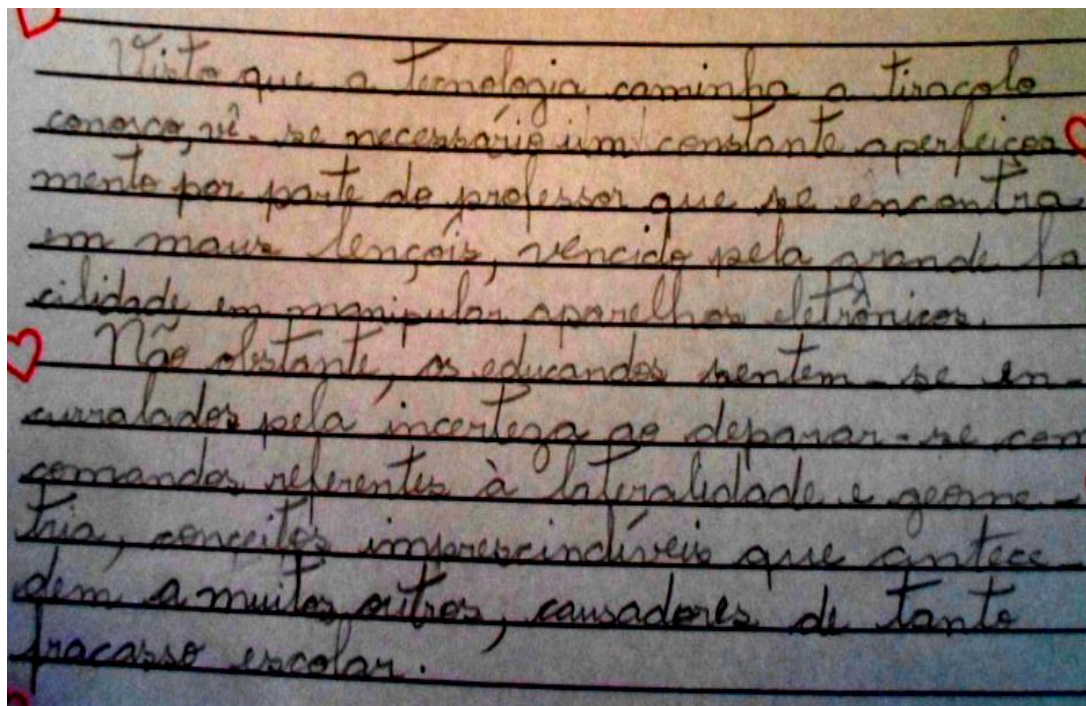 Visto que a tecnologia caminha a tiracolo
conosco, vê-se necessário um constante aperfeiçoa
mento por parte do professor que se encontra
em maus lençóis, vencido pela grande fa
cilidade em manipular aparelhos eletrônicos.
Não obstante, os educandos sentem-se en-
curralados pela incerteza ao deparar-se com
comandos referentes à lateralidade e geome-
tria, conceitos imprescindíveis que antece-
dem a muitos outros, causadores de tanto
fracasso escolar.